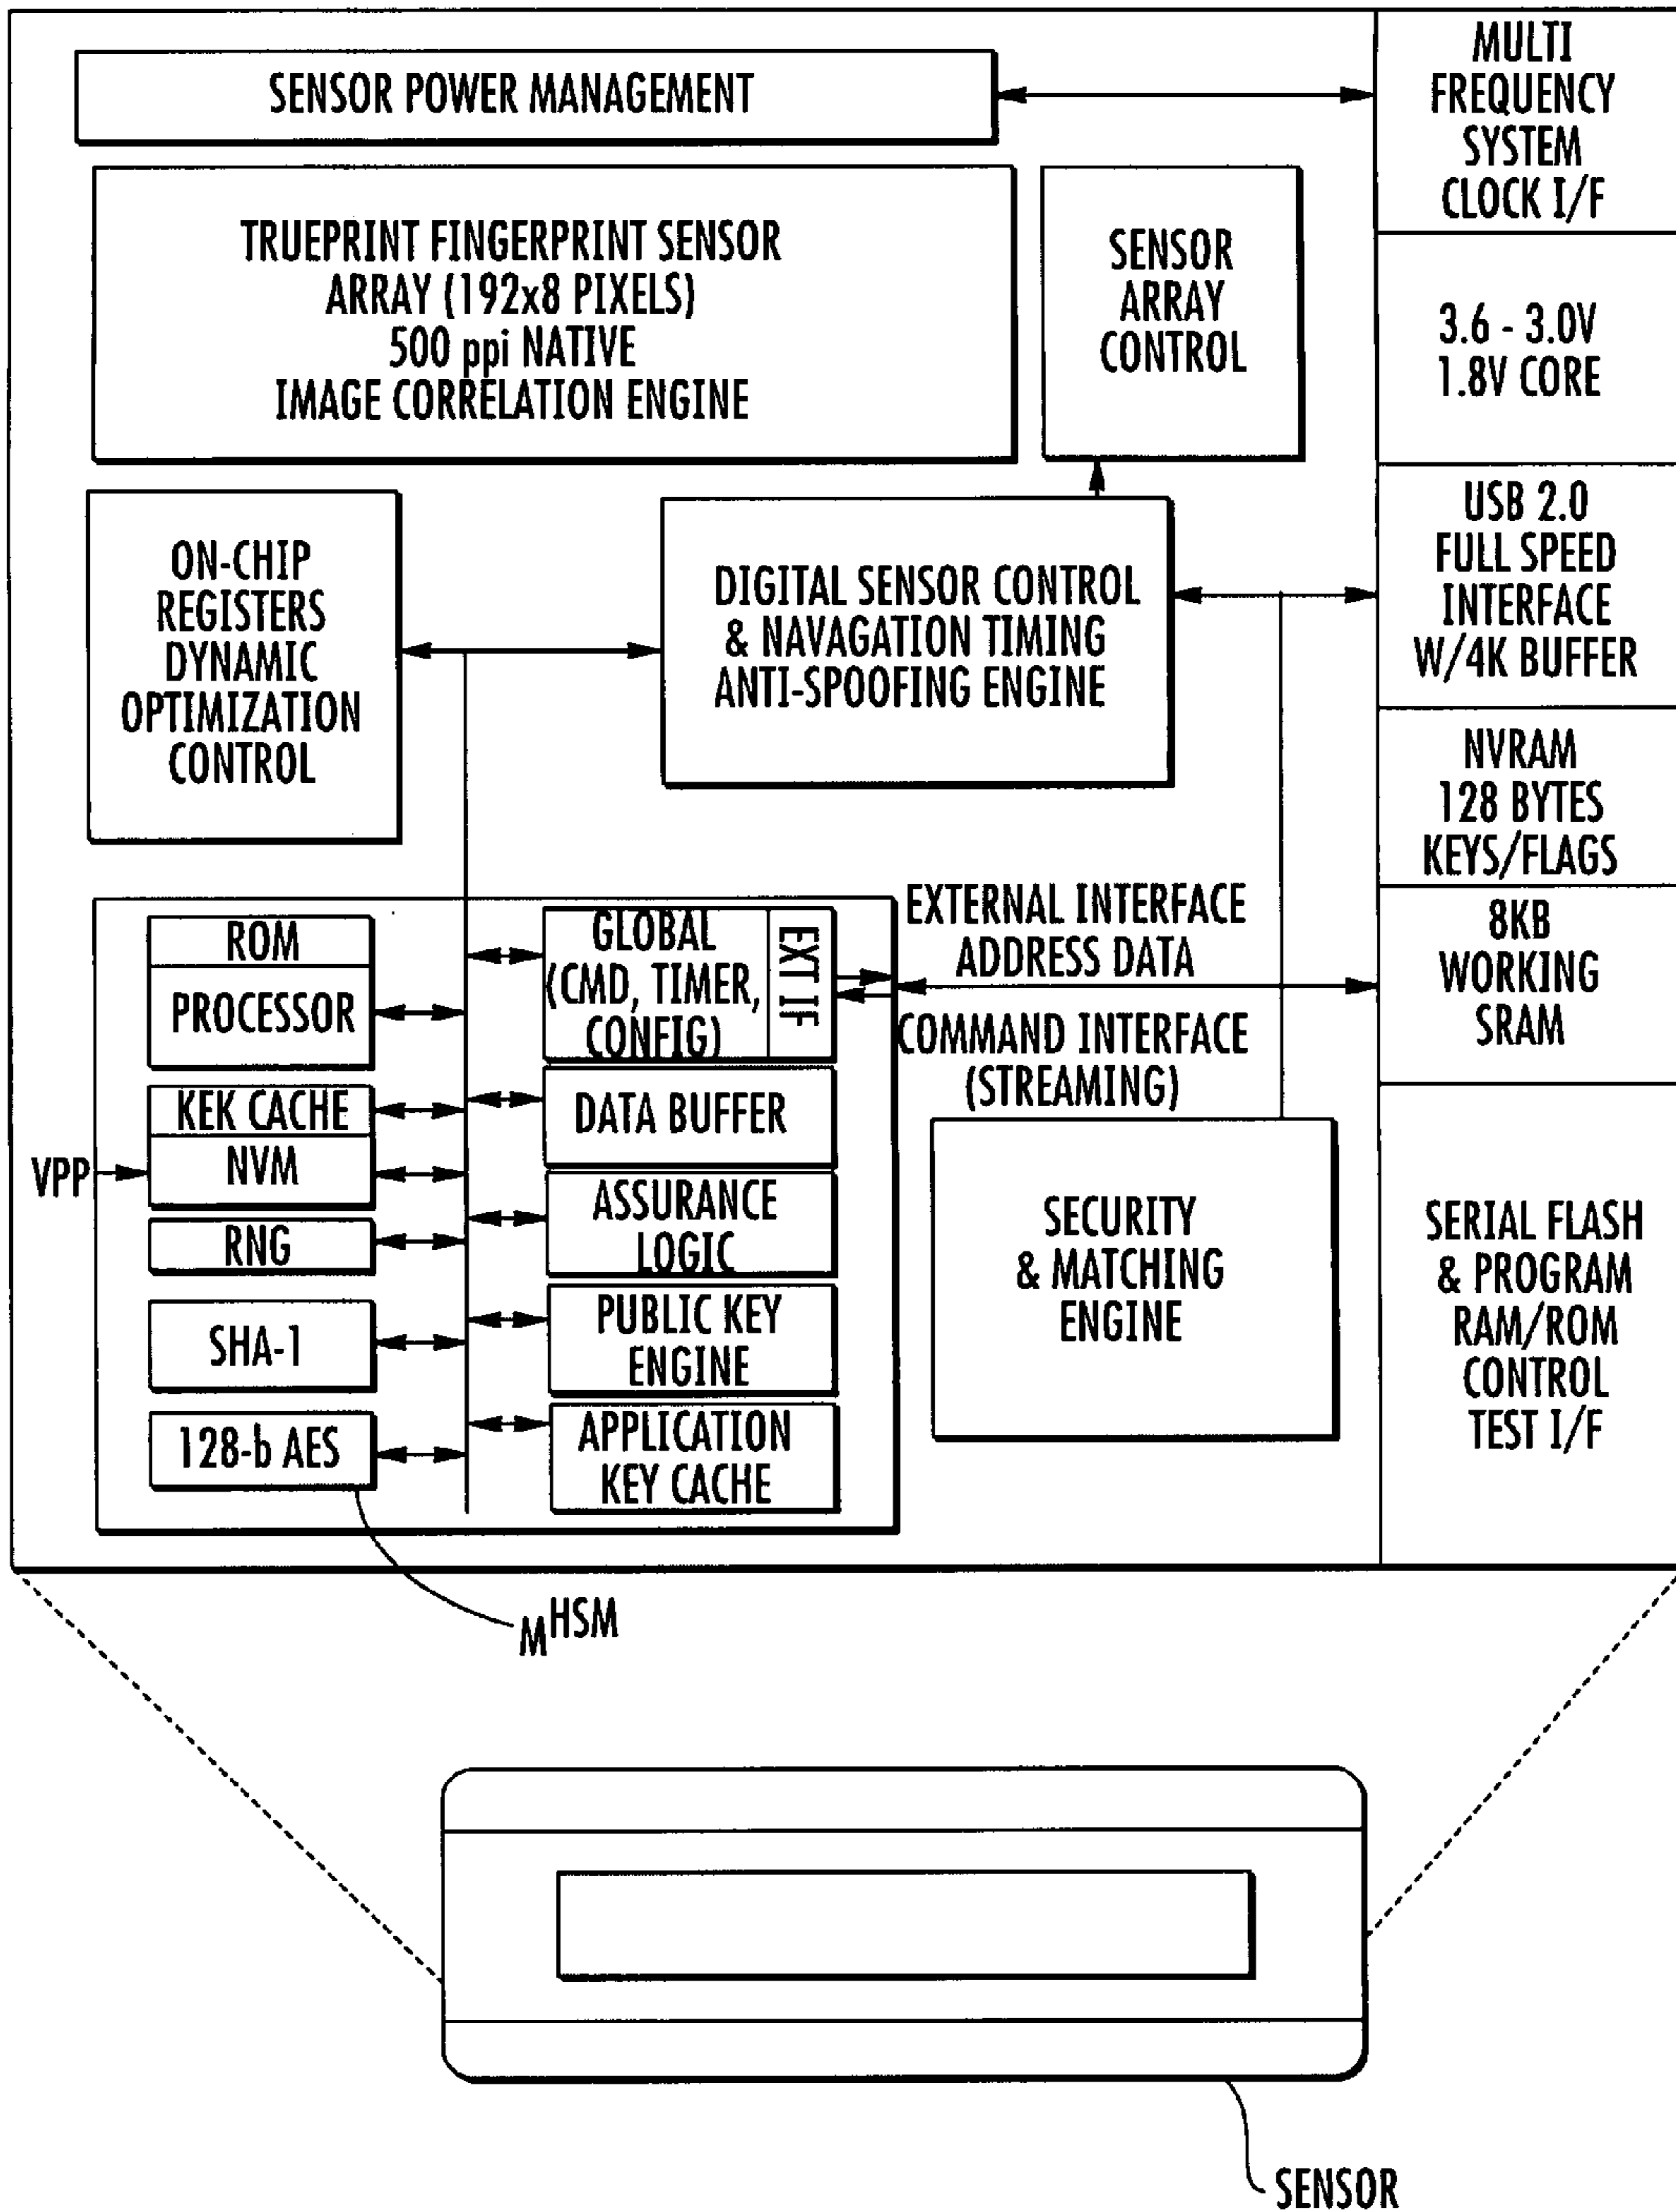 SENSOR POWER MANAGEMENT
MULTI
FREQUENCY
SYSTEM
CLOCK I/F
TRUEPRINT FINGERPRINT SENSOR
ARRAY (192x8 PIXELS)
500 ppi NATIVE
IMAGE CORRELATION ENGINE
SENSOR
ARRAY
CONTROL
3.6 - 3.0V
1.8V CORE
ON-CHIP
REGISTERS
DYNAMIC
OPTIMIZATION
CONTROL
DIGITAL SENSOR CONTROL
& NAVAGATION TIMING
ANTI-SPOOFING ENGINE
USB 2.0
FULL SPEED
INTERFACE
W/4K BUFFER
NVRAM
128 BYTES
KEYS/FLAGS
ROM
PROCESSOR
KEK CACHE
NVM
VPP
RNG
SHA-1
128-b AES
GLOBAL
(CMD, TIMER,
CONFIG)
EXT IF
DATA BUFFER
ASSURANCE
LOGIC
PUBLIC KEY
ENGINE
APPLICATION
KEY CACHE
EXTERNAL INTERFACE
ADDRESS DATA
COMMAND INTERFACE
(STREAMING)
SECURITY
& MATCHING
ENGINE
8KB
WORKING
SRAM
SERIAL FLASH
& PROGRAM
RAM/ROM
CONTROL
TEST I/F
MHSM
SENSOR